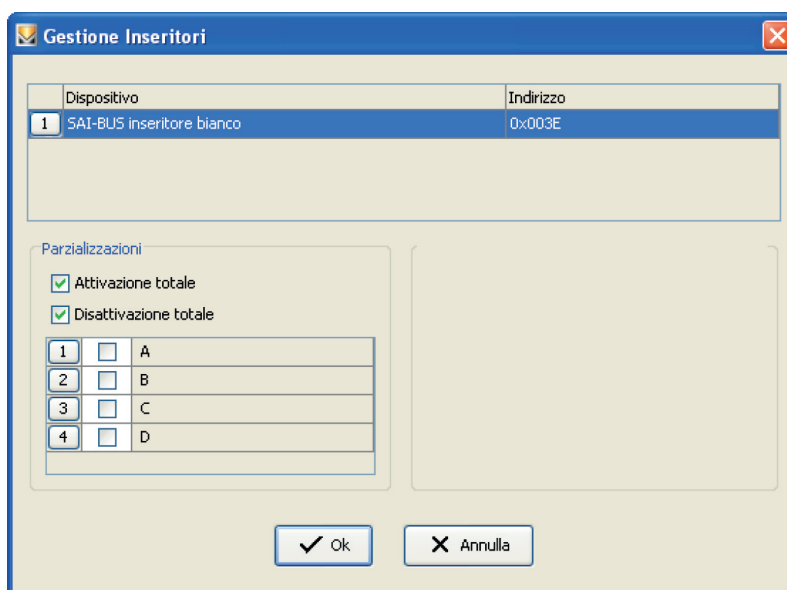 Gestione Inseritori
Dispositivo Indirizzo
1 SAI-BUS inseritore bianco 0x003E
Parzializzazioni
Attivazione totale
Disattivazione totale
1 A
2 B
3 C
4 D
Ok Annulla